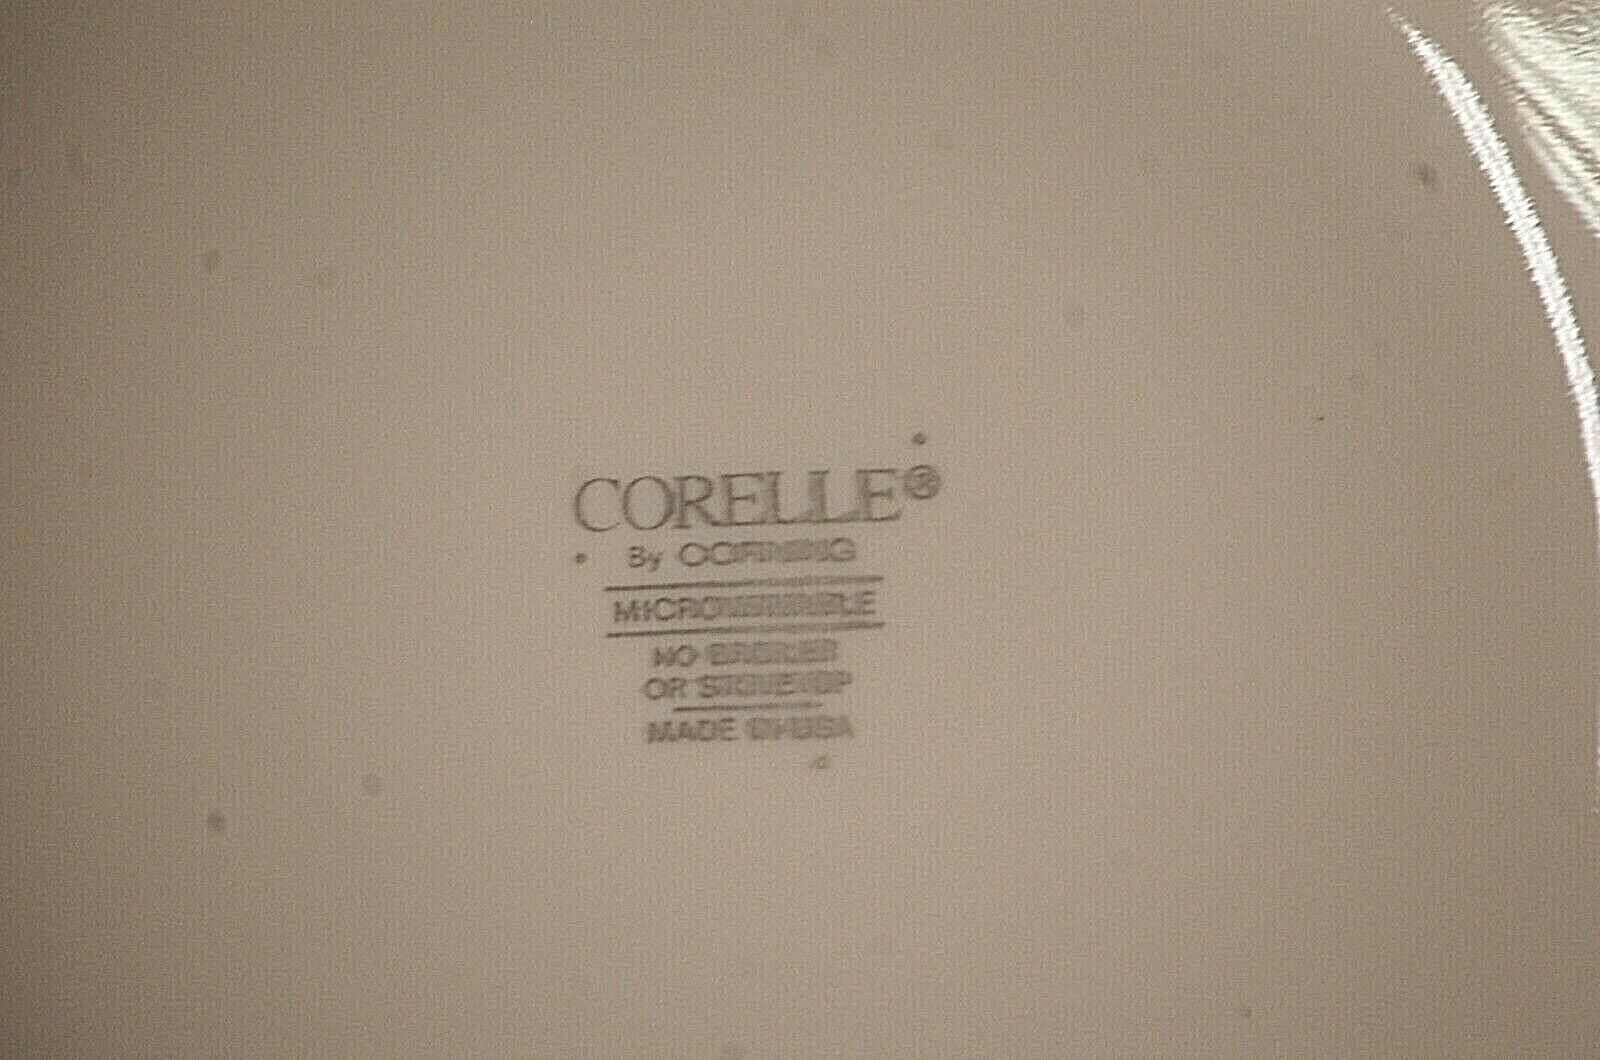 CORELLE®
By CORNING
MICROWAVABLE
NO BROILER
OR STOVETOP
MADE IN USA